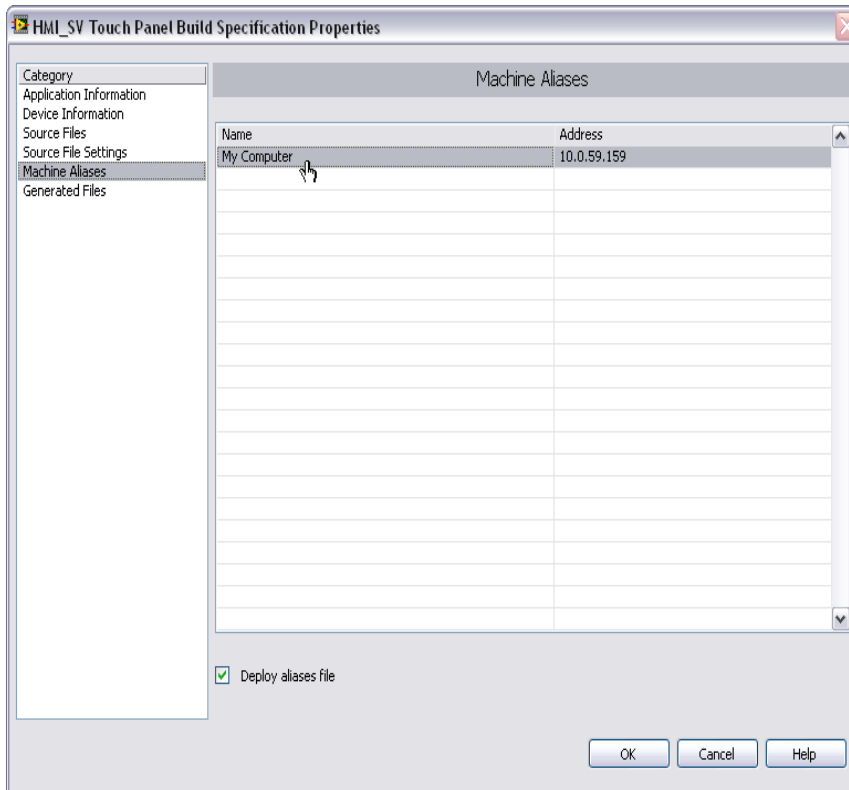 HMI_SV Touch Panel Build Specification Properties
Category
Application Information
Device Information
Source Files
Source File Settings
Machine Aliases
Generated Files
Machine Aliases
Name Address
My Computer 10.0.59.159
Deploy aliases file
OK Cancel Help